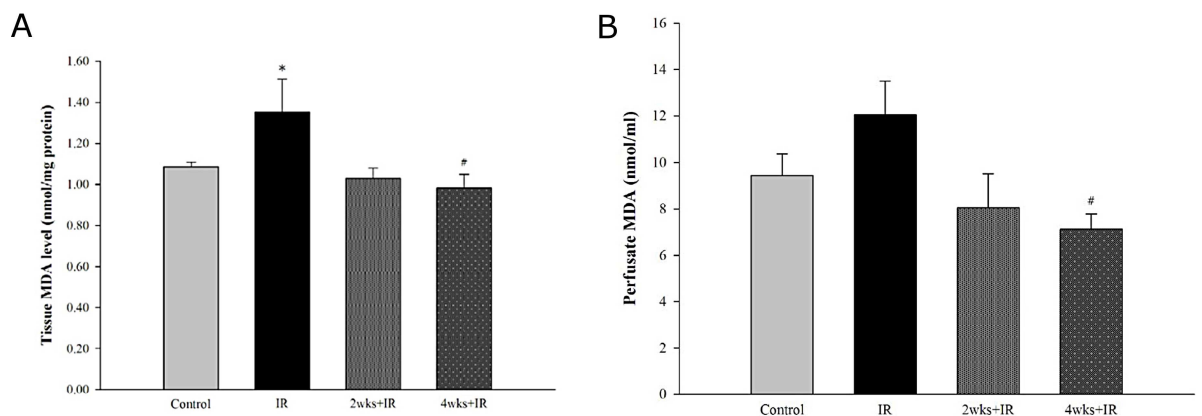 A
Tissue MDA level (nmol/mg protein)
1.60
1.40
1.20
1.00
0.80
0.60
0.40
0.20
0.00
*
#
Control
IR
2wks+IR
4wks+IR
B
Perfusate MDA (nmol/ml)
16
14
12
10
8
6
4
2
0
#
Control
IR
2wks+IR
4wks+IR